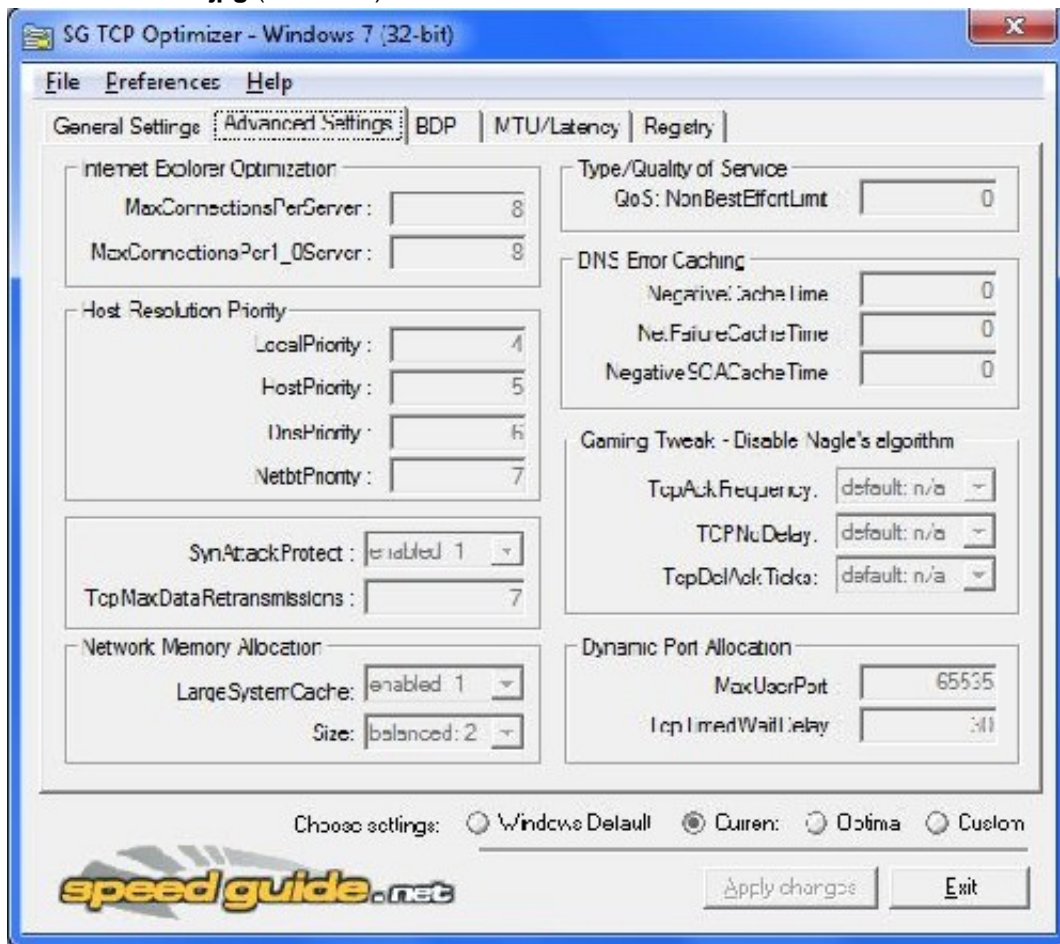 jpg (
SG TCP Optimizer - Windows 7 (32-bit)
File Preferences Help
General Settings Advanced Settings BDP MTU/Latency Registry
Internet Explorer Optimization
MaxConnectionsPerServer : 8
MaxConnectionsPer1_0Server : 8
Host Resolution Priority
LocalPriority : 4
HostPriority : 5
DnsPriority : 6
NetbtPriority : 7
SynAttackProtect : enabled: 1
TcpMaxDataRetransmissions : 7
Network Memory Allocation
LargeSystemCache: enabled: 1
Size: balanced: 2
Type/Quality of Service
QoS: NonBestEffortLimit 0
DNS Error Caching
NegativeCacheTime 0
NetFailureCacheTime 0
NegativeSOACacheTime 0
Gaming Tweak - Disable Nagle's algorithm
TcpAckFrequency: default: n/a
TCPNoDelay: default: n/a
TcpDelAckTicks: default: n/a
Dynamic Port Allocation
MaxUserPort : 65535
TcpTimedWaitDelay 30
Choose settings: Windows Default Current Optimal Custom
speedguide.net
Apply changes Exit